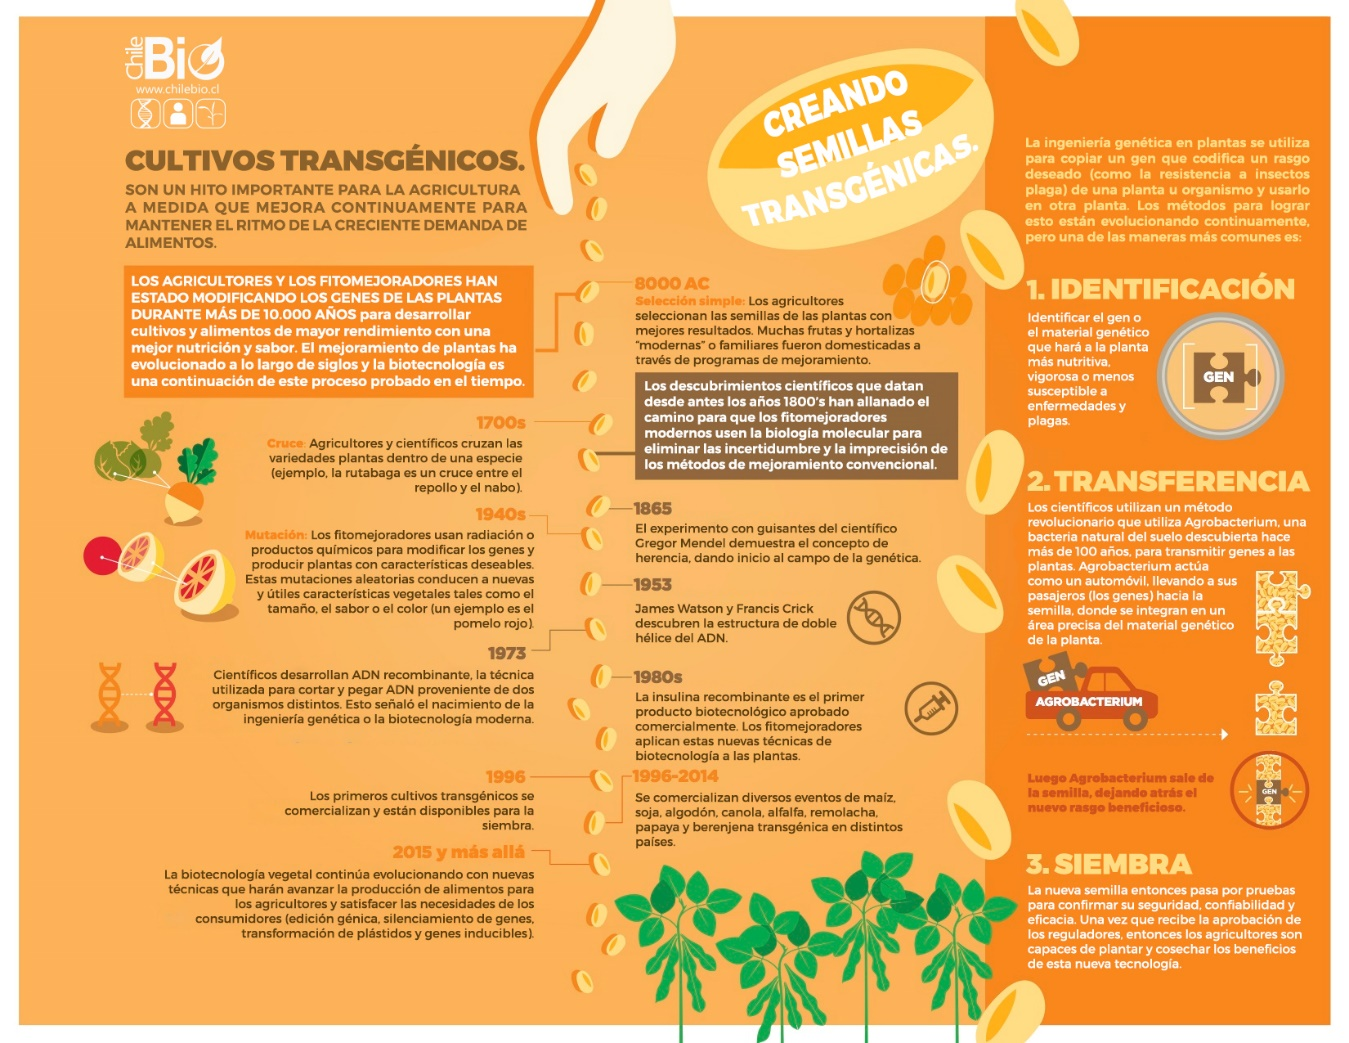 Chile
Bio
www.chilebio.cl
CULTIVOS TRANSGÉNICOS.
SON UN HITO IMPORTANTE PARA LA AGRICULTURA
A MEDIDA QUE MEJORA CONTINUAMENTE PARA
MANTENER EL RITMO DE LA CRECIENTE DEMANDA DE
ALIMENTOS.
LOS AGRICULTORES Y LOS FITOMEJORADORES HAN
ESTADO MODIFICANDO LOS GENES DE LAS PLANTAS
DURANTE MÁS DE 10.000 AÑOS para desarrollar
cultivos y alimentos de mayor rendimiento con una
mejor nutrición y sabor. El mejoramiento de plantas ha
evolucionado a lo largo de siglos y la biotecnología es
una continuación de este proceso probado en el tiempo.
CREANDO
SEMILLAS
TRANSGÉNICAS.
8000 AC
Selección simple: Los agricultores
seleccionan las semillas de las plantas con
mejores resultados. Muchas frutas y hortalizas
"modernas" o familiares fueron domesticadas a
través de programas de mejoramiento.
Los descubrimientos científicos que datan
desde antes los años 1800's han allanado el
camino para que los fitomejoradores
modernos usen la biología molecular para
eliminar las incertidumbre y la imprecisión de
los métodos de mejoramiento convencional.
1700s
Cruce: Agricultores y científicos cruzan las
variedades plantas dentro de una especie
(ejemplo, la rutabaga es un cruce entre el
repollo y el nabo).
1865
El experimento con guisantes del científico
Gregor Mendel demuestra el concepto de
herencia, dando inicio al campo de la genética.
1940s
Mutación: Los fitomejoradores usan radiación o
productos químicos para modificar los genes y
producir plantas con características deseables.
Estas mutaciones aleatorias conducen a nuevas
y útiles características vegetales tales como el
tamaño, el sabor o el color (un ejemplo es el
pomelo rojo).
1953
James Watson y Francis Crick
descubren la estructura de doble
hélice del ADN.
1973
Científicos desarrollan ADN recombinante, la técnica
utilizada para cortar y pegar ADN proveniente de dos
organismos distintos. Esto señaló el nacimiento de la
ingeniería genética o la biotecnología moderna.
1980s
La insulina recombinante es el primer
producto biotecnológico aprobado
comercialmente. Los fitomejoradores
aplican estas nuevas técnicas de
biotecnología a las plantas.
1996
Los primeros cultivos transgénicos se
comercializan y están disponibles para la
siembra.
1996-2014
Se comercializan diversos eventos de maíz,
soja, algodón, canola, alfalfa, remolacha,
papaya y berenjena transgénica en distintos
países.
2015 y más allá
La biotecnología vegetal continúa evolucionando con nuevas
técnicas que harán avanzar la producción de alimentos para
los agricultores y satisfacer las necesidades de los
consumidores (edición génica, silenciamiento de genes,
transformación de plástidos y genes inducibles).
La ingeniería genética en plantas se utiliza
para copiar un gen que codifica un rasgo
deseado (como la resistencia a insectos
plaga) de una planta u organismo y usarlo
en otra planta. Los métodos para lograr
esto están evolucionando continuamente,
pero una de las maneras más comunes es:
1. IDENTIFICACIÓN
Identificar el gen o
el material genético
que hará a la planta
más nutritiva,
vigorosa o menos
susceptible a
enfermedades y
plagas.
GEN
2. TRANSFERENCIA
Los científicos utilizan un método
revolucionario que utiliza Agrobacterium, una
bacteria natural del suelo descubierta hace
más de 100 años, para transmitir genes a las
plantas. Agrobacterium actúa
como un automóvil, llevando a sus
pasajeros (los genes) hacia la
semilla, donde se integran en un
área precisa del material genético
de la planta.
GEN
AGROBACTERIUM
Luego Agrobacterium sale de
la semilla, dejando atrás el
nuevo rasgo beneficioso.
GEN
3. SIEMBRA
La nueva semilla entonces pasa por pruebas
para confirmar su seguridad, confiabilidad y
eficacia. Una vez que recibe la aprobación de
los reguladores, entonces los agricultores son
capaces de plantar y cosechar los beneficios
de esta nueva tecnología.